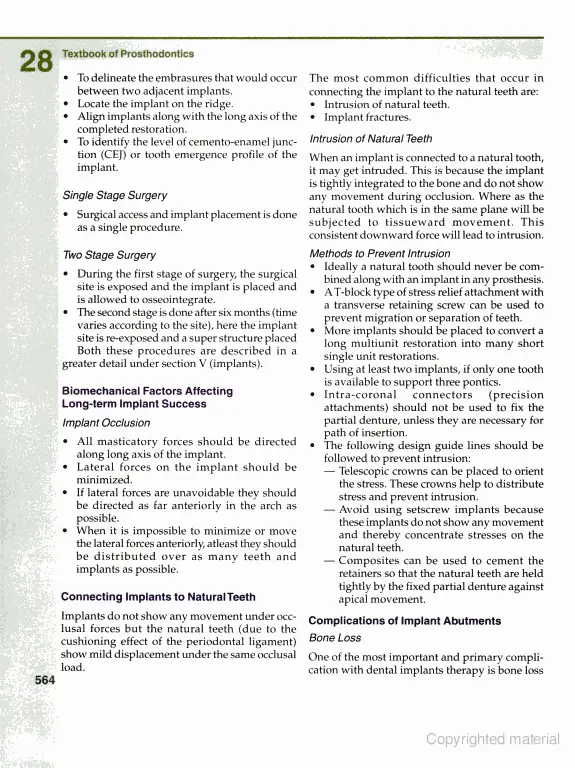 28
Textbook of Prosthodontics
• To delineate the embrasures that would occur
between two adjacent implants.
• Locate the implant on the ridge.
• Align implants along with the long axis of the
completed restoration.
• To identify the level of cemento-enamel junc-
tion (CEJ) or tooth emergence profile of the
implant.
Single Stage Surgery
• Surgical access and implant placement is done
as a single procedure.
Two Stage Surgery
• During the first stage of surgery, the surgical
site is exposed and the implant is placed and
is allowed to osseointegrate.
• The second stage is done after six months (time
varies according to the site), here the implant
site is re-exposed and a super structure placed
Both these procedures are described in a
greater detail under section V (implants).
Biomechanical Factors Affecting
Long-term Implant Success
Implant Occlusion
• All masticatory forces should be directed
along long axis of the implant.
• Lateral forces on the implant should be
minimized.
• If lateral forces are unavoidable they should
be directed as far anteriorly in the arch as
possible.
• When it is impossible to minimize or move
the lateral forces anteriorly, atleast they should
be distributed over as many teeth and
implants as possible.
Connecting Implants to Natural Teeth
Implants do not show any movement under occ-
lusal forces but the natural teeth (due to the
cushioning effect of the periodontal ligament)
show mild displacement under the same occlusal
load.
564
The most common difficulties that occur in
connecting the implant to the natural teeth are:
• Intrusion of natural teeth.
• Implant fractures.
Intrusion of Natural Teeth
When an implant is connected to a natural tooth,
it may get intruded. This is because the implant
is tightly integrated to the bone and do not show
any movement during occlusion. Where as the
natural tooth which is in the same plane will be
subjected to tissueward movement. This
consistent downward force will lead to intrusion.
Methods to Prevent Intrusion
• Ideally a natural tooth should never be com-
bined along with an implant in any prosthesis.
• A T-block type of stress relief attachment with
a transverse retaining screw can be used to
prevent migration or separation of teeth.
• More implants should be placed to convert a
long multiunit restoration into many short
single unit restorations.
• Using at least two implants, if only one tooth
is available to support three pontics.
• Intra-coronal connectors (precision
attachments) should not be used to fix the
partial denture, unless they are necessary for
path of insertion.
• The following design guide lines should be
followed to prevent intrusion:
— Telescopic crowns can be placed to orient
the stress. These crowns help to distribute
stress and prevent intrusion.
— Avoid using setscrew implants because
these implants do not show any movement
and thereby concentrate stresses on the
natural teeth.
— Composites can be used to cement the
retainers so that the natural teeth are held
tightly by the fixed partial denture against
apical movement.
Complications of Implant Abutments
Bone Loss
One of the most important and primary compli-
cation with dental implants therapy is bone loss
Copyrighted material